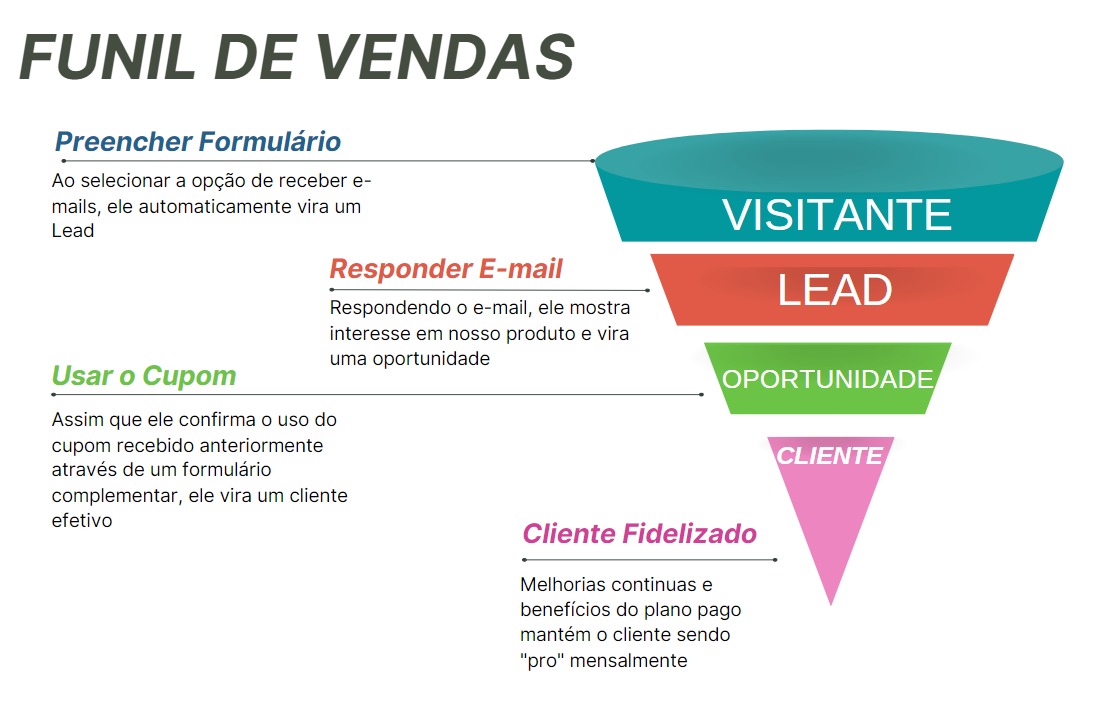 FUNIL DE VENDAS
Preencher Formulário
Ao selecionar a opção de receber e-
mails, ele automaticamente vira um
Lead
VISITANTE
Responder E-mail
Respondendo o e-mail, ele mostra
interesse em nosso produto e vira
uma oportunidade
LEAD
Usar o Cupom
Assim que ele confirma o uso do
cupom recebido anteriormente
através de um formulário
complementar, ele vira um cliente
efetivo
OPORTUNIDADE
CLIENTE
Cliente Fidelizado
Melhorias continuas e
benefícios do plano pago
mantém o cliente sendo
"pro" mensalmente